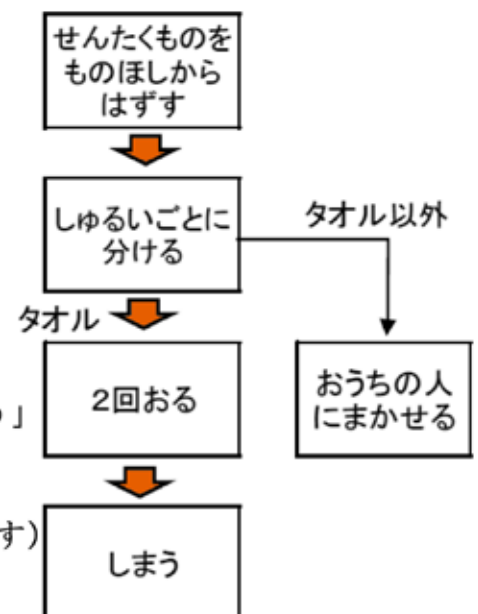 せんたくものを
ものほしから
はずす
しゅるいごとに
分ける
タオル以外
タオル
2回おる
おうちの人
にまかせる
」
す）
しまう